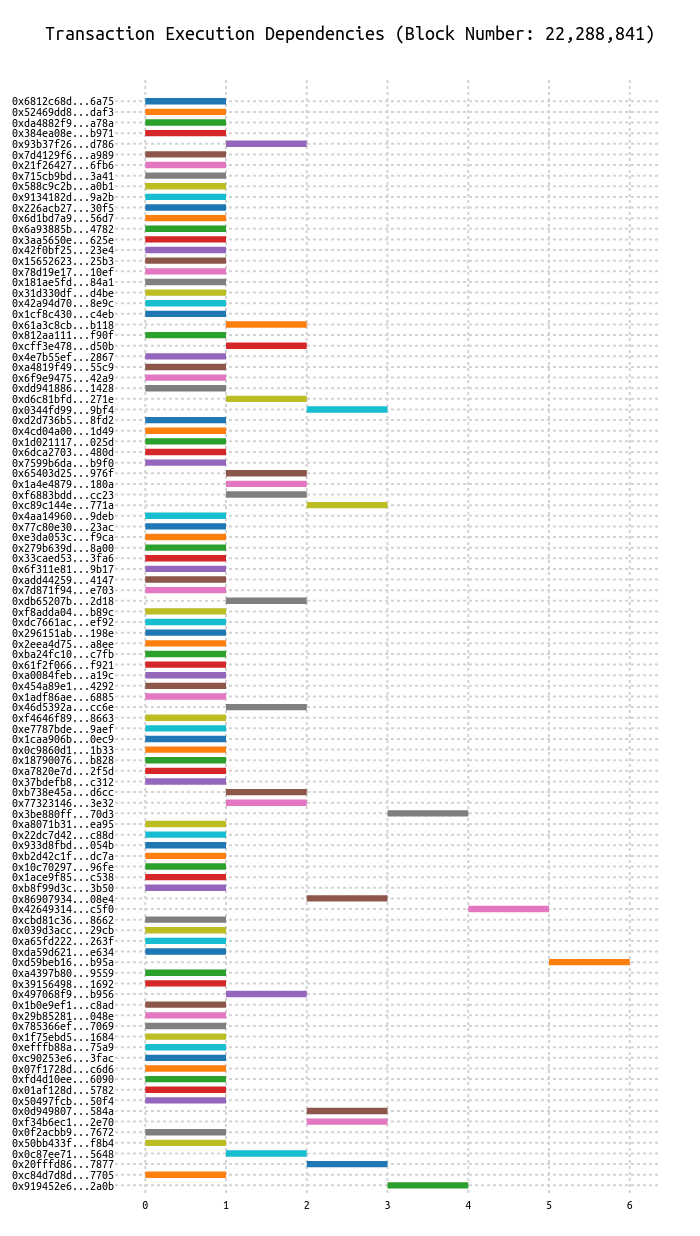 Transaction Execution Dependencies (Block Number: 22,288,841)
0x6812c68d...6a75
0x52469dd8...daf3
0xda4882f9...a78a
0x384ea08e...b971
0x93b37f26...d786
0x7d4129f6...a989
0x21f26427...6fb6
0x715cb9bd...3a41
0x588c9c2b...a0b1
0x9134182d...9a2b
0x226acb27...30f5
0x6d1bd7a9...56d7
0x6a93885b...4782
0x3aa5650e...625e
0x42f0bf25...23e4
0x15652623...25b3
0x78d19e17...10ef
0x181ae5fd...84a1
0x31d330df...d4be
0x42a94d70...8e9c
0x1cf8c430...c4eb
0x61a3c8cb...b118
0x812aa111...f90f
0xcff3e478...d50b
0x4e7b55ef...2867
0xa4819f49...55c9
0x6f9e9475...42a9
0xdd941886...1428
0xd6c81bfd...271e
0x0344fd99...9bf4
0xd2d736b5...8fd2
0x4cd04a00...1d49
0x1d021117...025d
0x6dca2703...480d
0x7599b6da...b9f0
0x65403d25...976f
0x1a4e4879...180a
0xf6883bdd...cc23
0xc89c144e...771a
0x4aa14960...9deb
0x77c80e30...23ac
0xe3da053c...f9ca
0x279b639d...8a00
0x33caed53...3fa6
0x6f311e81...9b17
0xadd44259...4147
0x7d871f94...e703
0xdb65207b...2d18
0xf8adda04...b89c
0xdc7661ac...ef92
0x296151ab...198e
0x2eea4d75...a8ee
0xba24fc10...c7fb
0x61f2f066...f921
0xa0084feb...a19c
0x454a89e1...4292
0x1adf86ae...6885
0x46d5392a...cc6e
0xf4646f89...8663
0xe7787bde...9aef
0x1caa906b...0ec9
0x0c9860d1...1b33
0x18790076...b828
0xa7820e7d...2f5d
0x37bdefb8...c312
0xb738e45a...d6cc
0x77323146...3e32
0x3be880ff...70d3
0xa8071b31...ea95
0x22dc7d42...c88d
0x933d8fbd...054b
0xb2d42c1f...dc7a
0x10c70297...96fe
0x1ace9f85...c538
0xb8f99d3c...3b50
0x86907934...08e4
0x42649314...c5f0
0xcbd81c36...8662
0x039d3acc...29cb
0xa65fd222...263f
0xda59d621...e634
0xd59beb16...b95a
0xa4397b80...9559
0x39156498...1692
0x497068f9...b956
0x1b0e9ef1...c8ad
0x29b85281...048e
0x785366ef...7069
0x1f75ebd5...1684
0xefffb88a...75a9
0xc90253e6...3fac
0x07f1728d...c6d6
0xfd4d10ee...6090
0x01af128d...5782
0x50497fcb...50f4
0x0d949807...584a
0xf34b6ec1...2e70
0x0f2acbb9...7672
0x50bb433f...f8b4
0x0c87ee71...5648
0x20fffd86...7877
0xc84d7d8d...7705
0x919452e6...2a0b
0 1 2 3 4 5 6